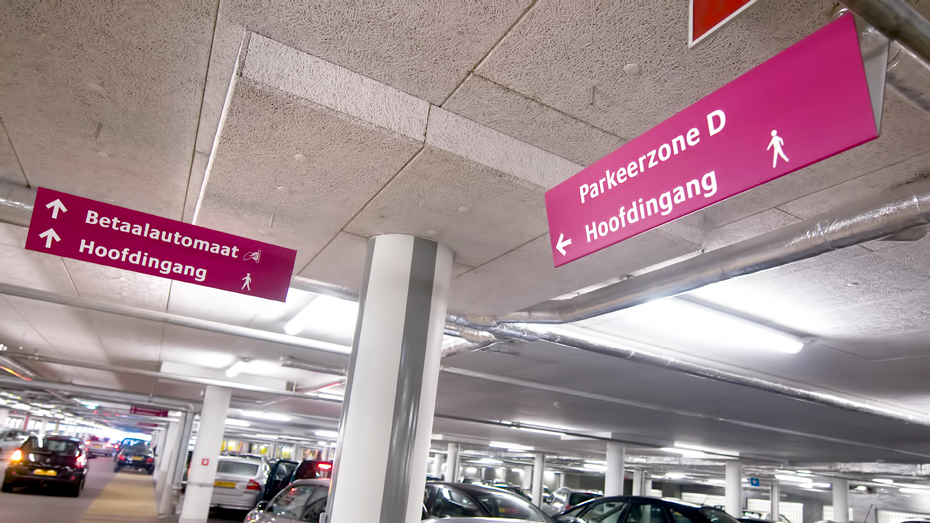 ↑ Betaalautomaat
↑ Hoofdingang
Parkeerzone D
← Hoofdingang